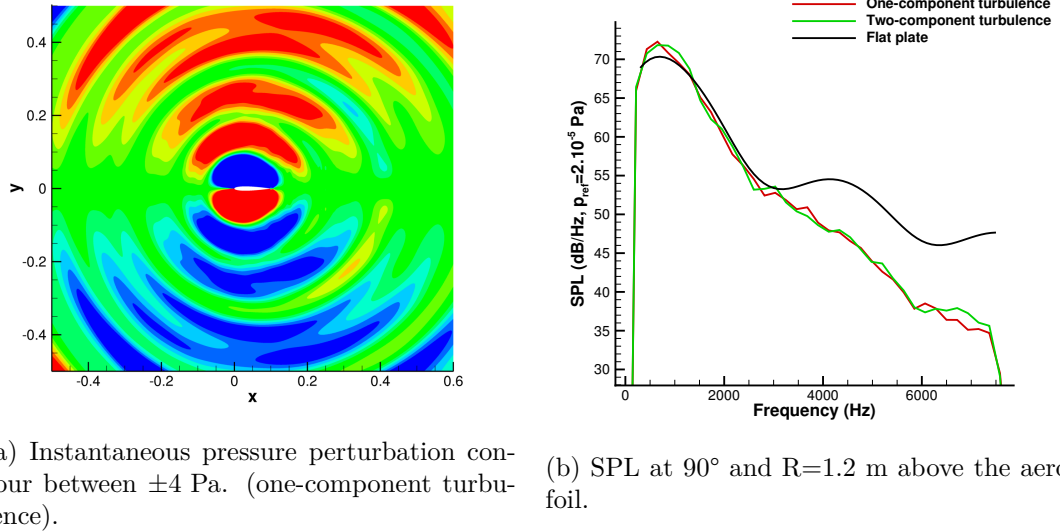 One-component turbulence
Two-component turbulence
Flat plate
0.4
0.2
0
-0.2
-0.4
y
-0.4
-0.2
0
0.2
0.4
0.6
x
70
65
60
55
50
45
40
35
30
SPL (dB/Hz, p_ref=2.10^-5 Pa)
0
2000
4000
6000
Frequency (Hz)
a) Instantaneous pressure perturbation con-
our between ±4 Pa. (one-component turbu-
ence).
(b) SPL at 90° and R=1.2 m above the aero
foil.